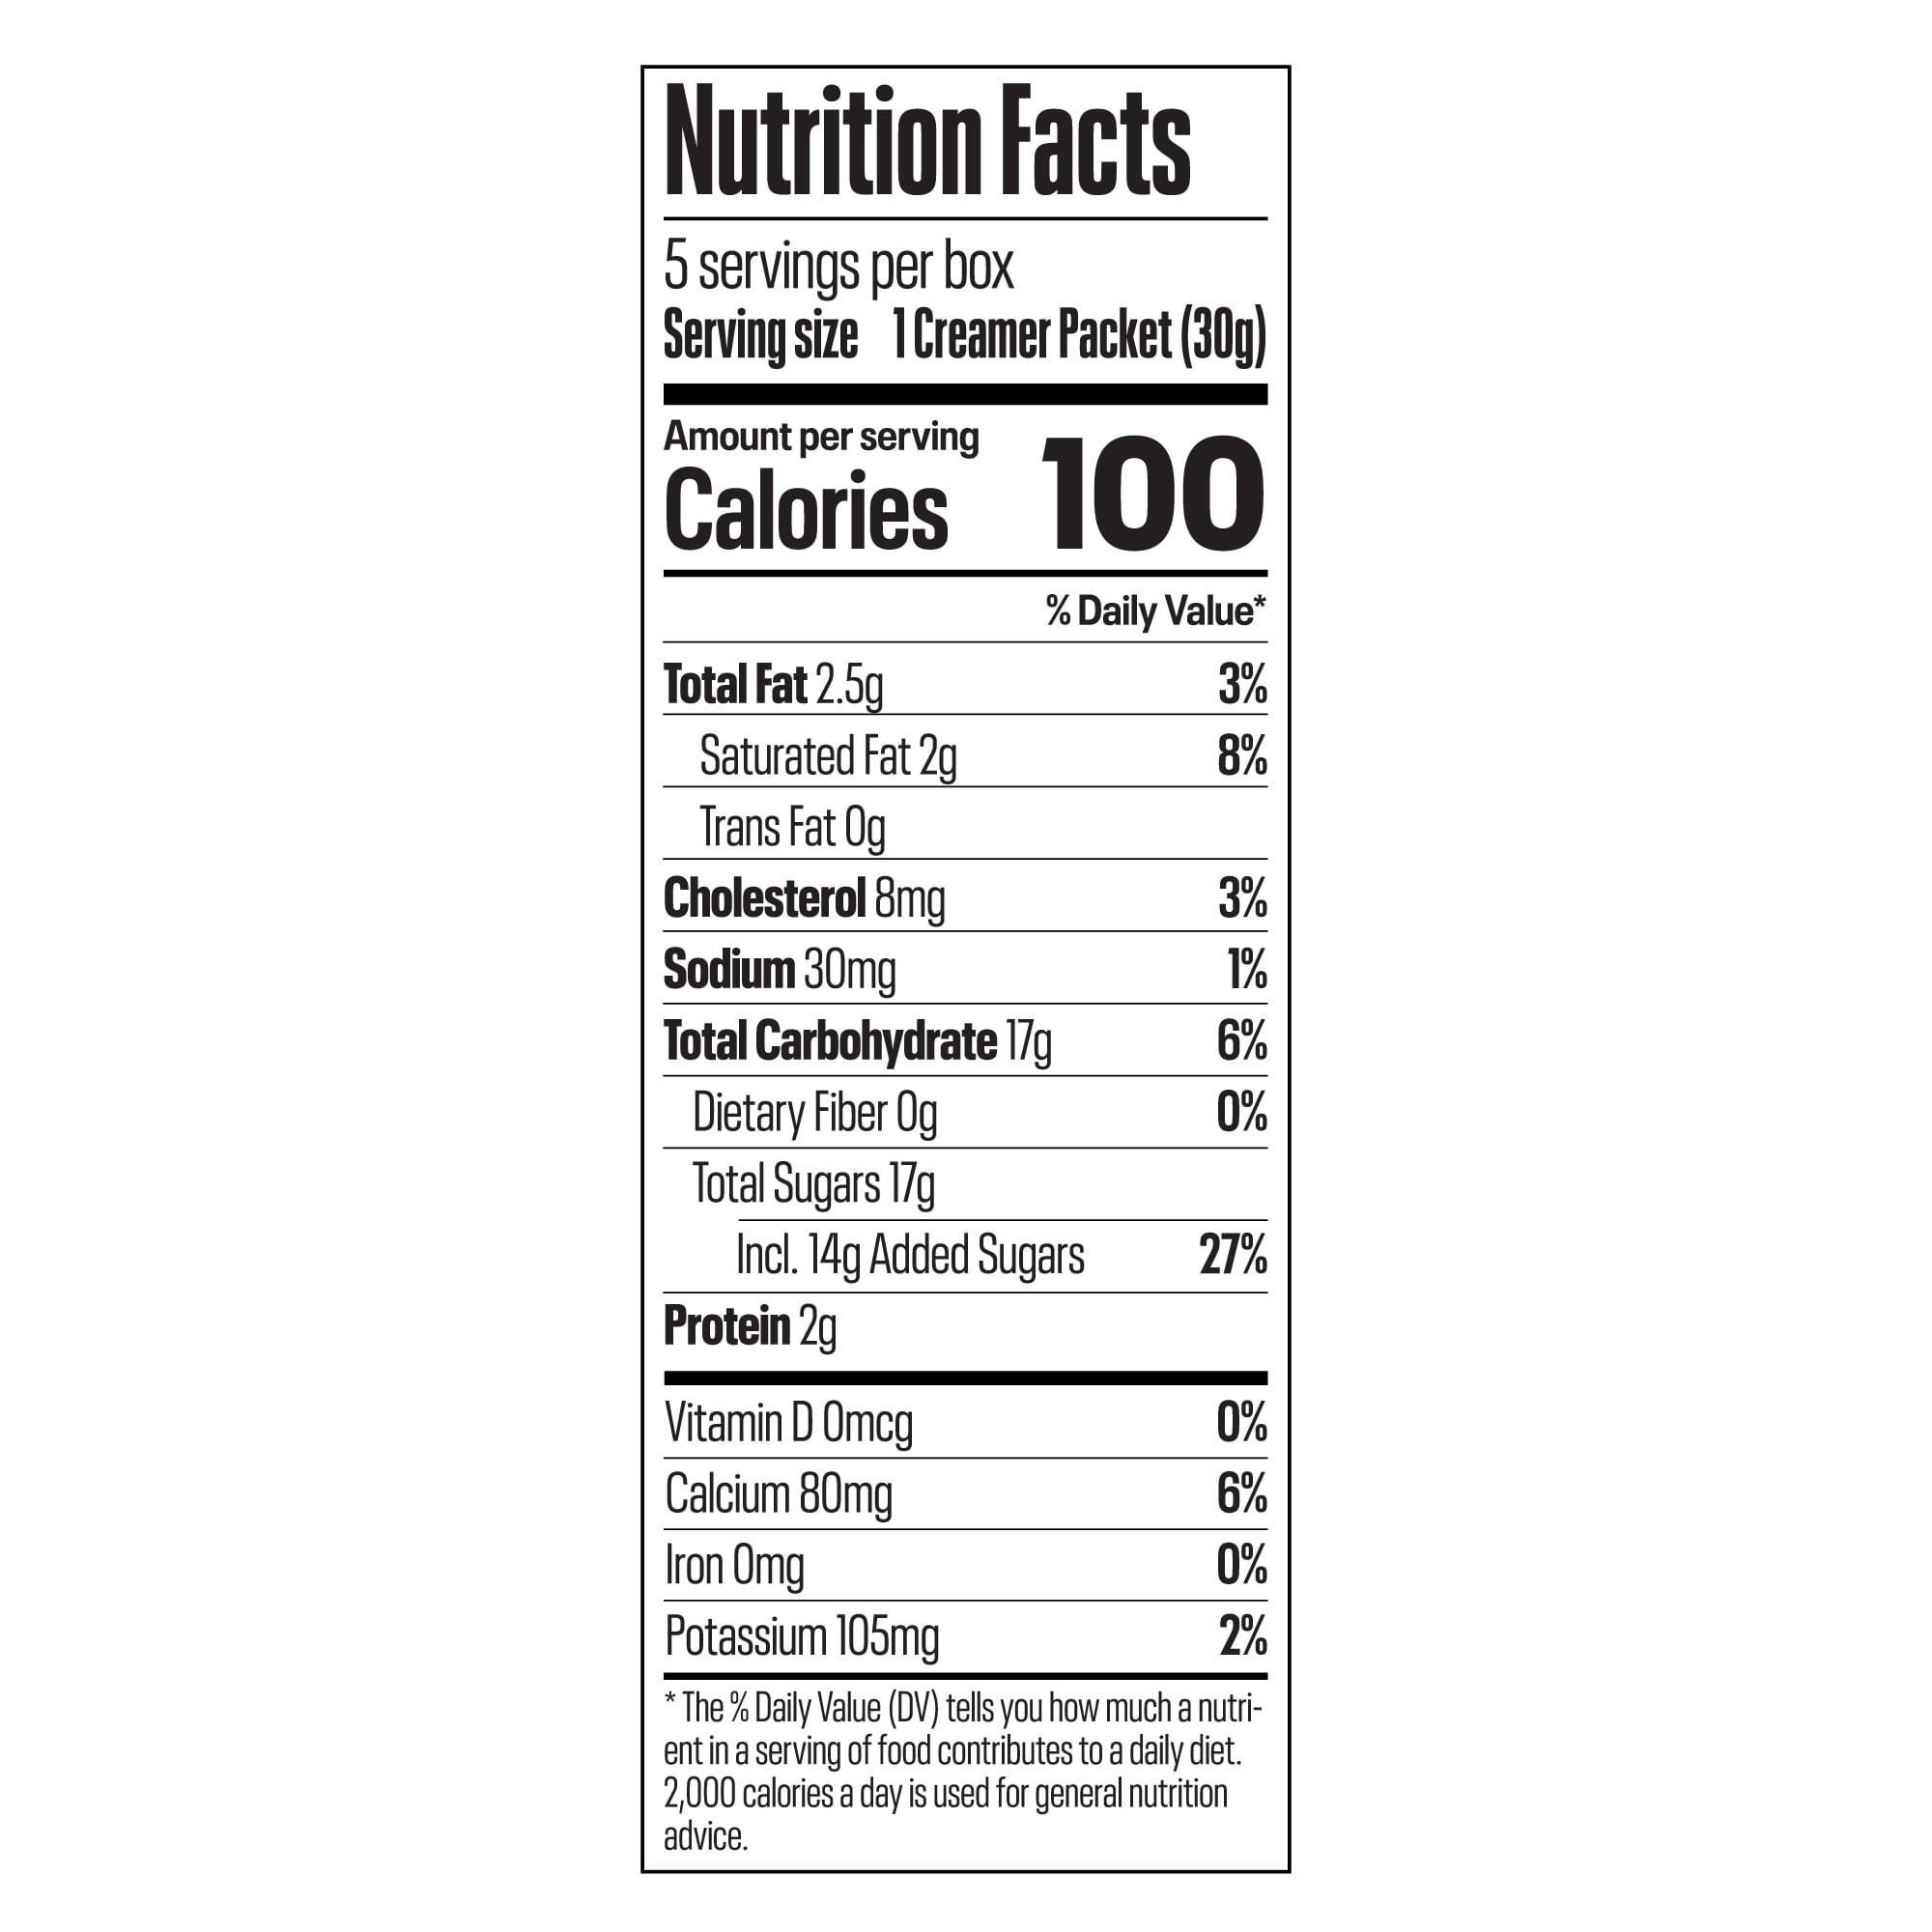 Nutrition Facts
5 servings per box
Serving size 1 Creamer Packet (30g)
Amount per serving
Calories 100
% Daily Value*
Total Fat 2.5g 3%
Saturated Fat 2g 8%
Trans Fat 0g
Cholesterol 8mg 3%
Sodium 30mg 1%
Total Carbohydrate 17g 6%
Dietary Fiber 0g 0%
Total Sugars 17g
Incl. 14g Added Sugars 27%
Protein 2g
Vitamin D 0mcg 0%
Calcium 80mg 6%
Iron 0mg 0%
Potassium 105mg 2%
* The % Daily Value (DV) tells you how much a nutri-
ent in a serving of food contributes to a daily diet.
2,000 calories a day is used for general nutrition
advice.